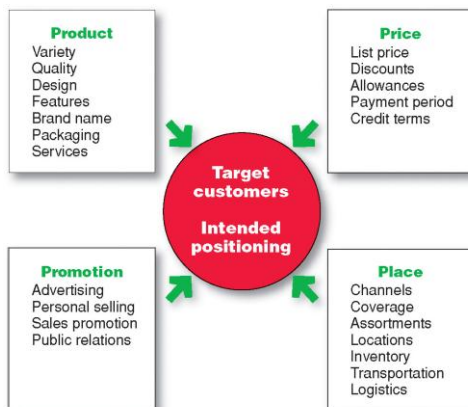 Product
Variety
Quality
Design
Features
Brand name
Packaging
Services
Price
List price
Discounts
Allowances
Payment period
Credit terms
Target
customers
Intended
positioning
Promotion
Advertising
Personal selling
Sales promotion
Public relations
Place
Channels
Coverage
Assortments
Locations
Inventory
Transportation
Logistics